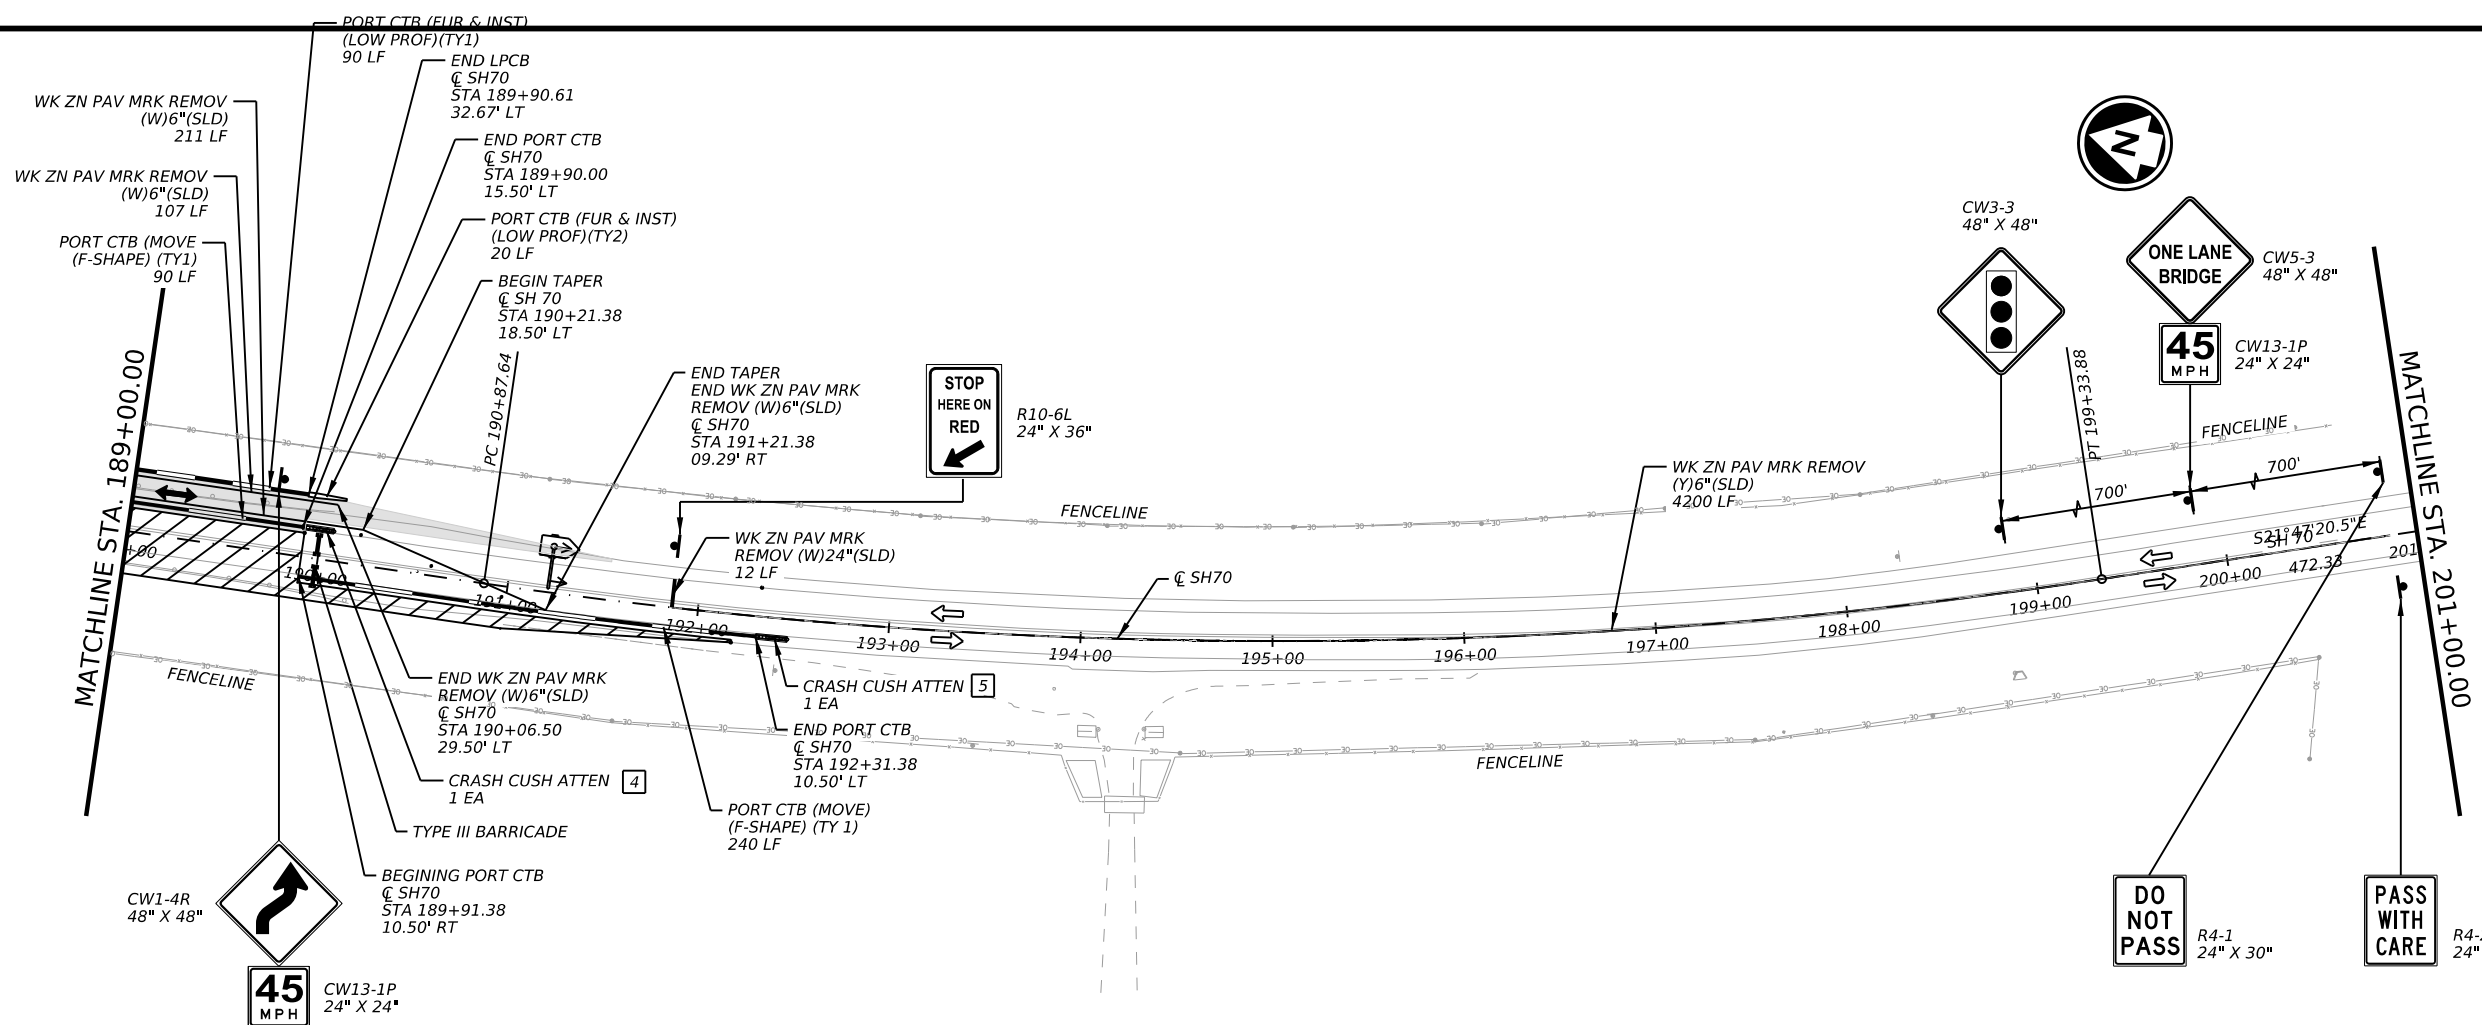 PORT CTB (FUR & INST)
(LOW PROF)(TY1)
90 LF
END LPCB
℄ SH70
STA 189+90.61
32.67' LT
WK ZN PAV MRK REMOV
(W)6"(SLD)
211 LF
END PORT CTB
℄ SH70
STA 189+90.00
15.50' LT
WK ZN PAV MRK REMOV
(W)6"(SLD)
107 LF
PORT CTB (FUR & INST)
(LOW PROF)(TY2)
20 LF
PORT CTB (MOVE
(F-SHAPE) (TY1)
90 LF
BEGIN TAPER
℄ SH 70
STA 190+21.38
18.50' LT
MATCHLINE STA. 189+00.00
PC 190+87.64
END TAPER
END WK ZN PAV MRK
REMOV (W)6"(SLD)
℄ SH70
STA 191+21.38
09.29' RT
STOP
HERE ON
RED
R10-6L
24" X 36"
WK ZN PAV MRK
REMOV (W)24"(SLD)
12 LF
FENCELINE
℄ SH70
WK ZN PAV MRK REMOV
(Y)6"(SLD)
4200 LF
N
CW3-3
48" X 48"
ONE LANE
BRIDGE
CW5-3
48" X 48"
45
MPH
CW13-1P
24" X 24"
PT 199+33.88
FENCELINE
700'
700'
S21°47'20.5"E
SH 70
472.33
MATCHLINE STA. 201+00.00
+00
190+00
191+00
192+00
193+00
194+00
195+00
196+00
197+00
198+00
199+00
200+00
201
FENCELINE
END WK ZN PAV MRK
REMOV (W)6"(SLD)
℄ SH70
STA 190+06.50
29.50' LT
CRASH CUSH ATTEN 5
1 EA
END PORT CTB
℄ SH70
STA 192+31.38
10.50' LT
CRASH CUSH ATTEN 4
1 EA
PORT CTB (MOVE)
(F-SHAPE) (TY 1)
240 LF
TYPE III BARRICADE
FENCELINE
BEGINING PORT CTB
℄ SH70
STA 189+91.38
10.50' RT
CW1-4R
48" X 48"
45
MPH
CW13-1P
24" X 24"
DO
NOT
PASS
R4-1
24" X 30"
PASS
WITH
CARE
24"